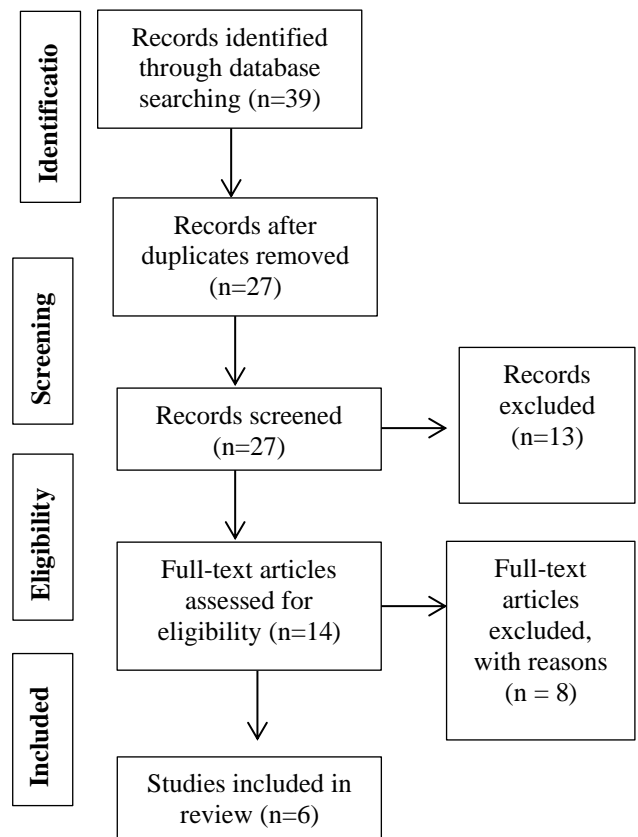 Identificatio
Records identified
through database
searching (n=39)
Records after
duplicates removed
(n=27)
Screening
Records screened
(n=27)
Records
excluded
(n=13)
Eligibility
Full-text articles
assessed for
eligibility (n=14)
Full-text
articles
excluded,
with reasons
(n = 8)
Included
Studies included in
review (n=6)